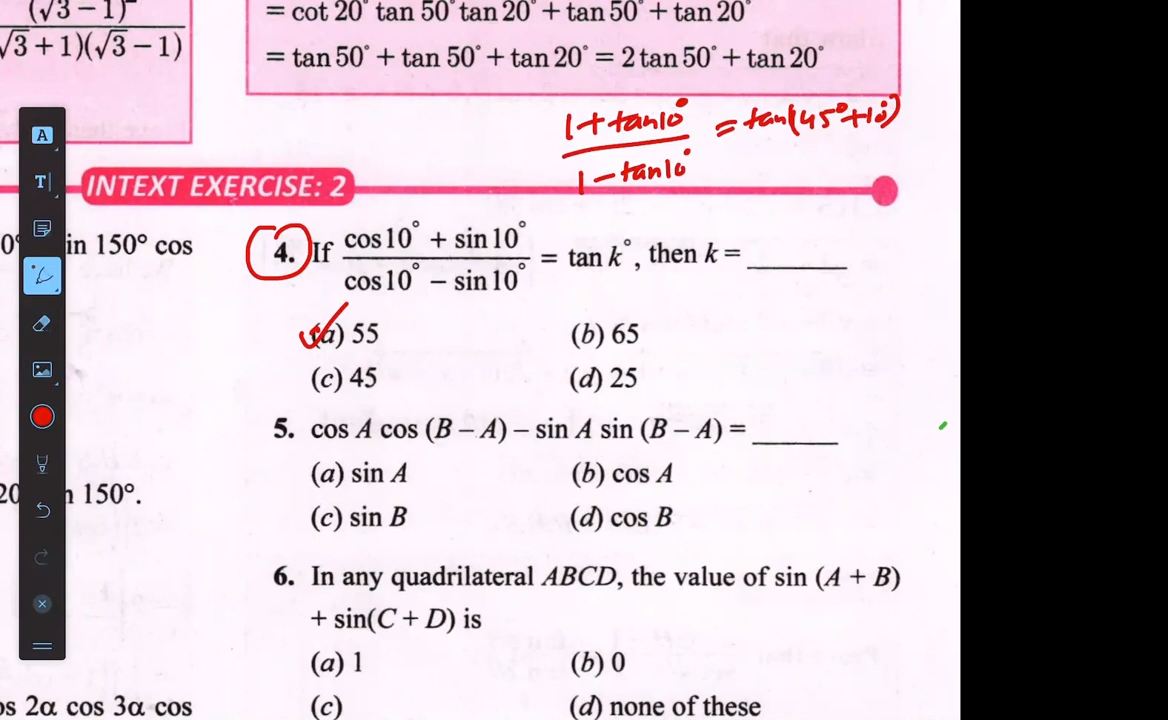 (√3 – 1)
√3 + 1)(√3 – 1)
= cot 20° tan 50° tan 20° + tan 50° + tan 20°
= tan 50° + tan 50° + tan 20° = 2 tan 50° + tan 20°
1 + tan10° / 1 – tan10° = tan(45°+10°)
INTEXT EXERCISE: 2
in 150° cos
150°.
2α cos 3α cos
4. If cos10° + sin10° / cos10° – sin10° = tan k°, then k = ______
(a) 55 (b) 65
(c) 45 (d) 25
5. cos A cos (B – A) – sin A sin (B – A) = ______
(a) sin A (b) cos A
(c) sin B (d) cos B
6. In any quadrilateral ABCD, the value of sin (A + B)
+ sin(C + D) is
(a) 1 (b) 0
(c) (d) none of these